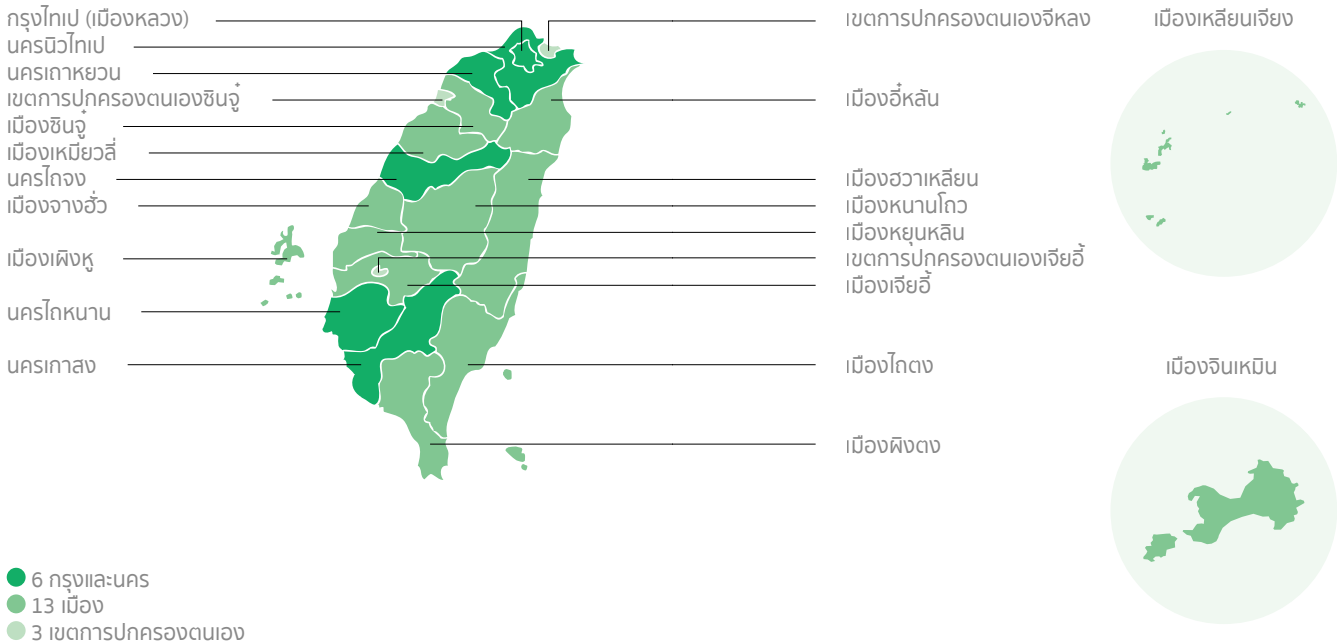 กรุงไทเป (เมืองหลวง)
นครนิวไทเป
นครเถาหยวน
เขตการปกครองตนเองซินจู๋
เมืองซินจู๋
เมืองเหมียวลี่
นครไถจง
เมืองจางฮั่ว
เมืองเผิงหู
นครไถหนาน
นครเกาสง
เขตการปกครองตนเองจีหลง
เมืองอี๋หลัน
เมืองฮวาเหลียน
เมืองหนานโถว
เมืองหยุนหลิน
เขตการปกครองตนเองเจียอี้
เมืองเจียอี้
เมืองไถตง
เมืองผิงตง
เมืองเหลียนเจียง
เมืองจินเหมิน
6 กรุงและนคร
13 เมือง
3 เขตการปกครองตนเอง